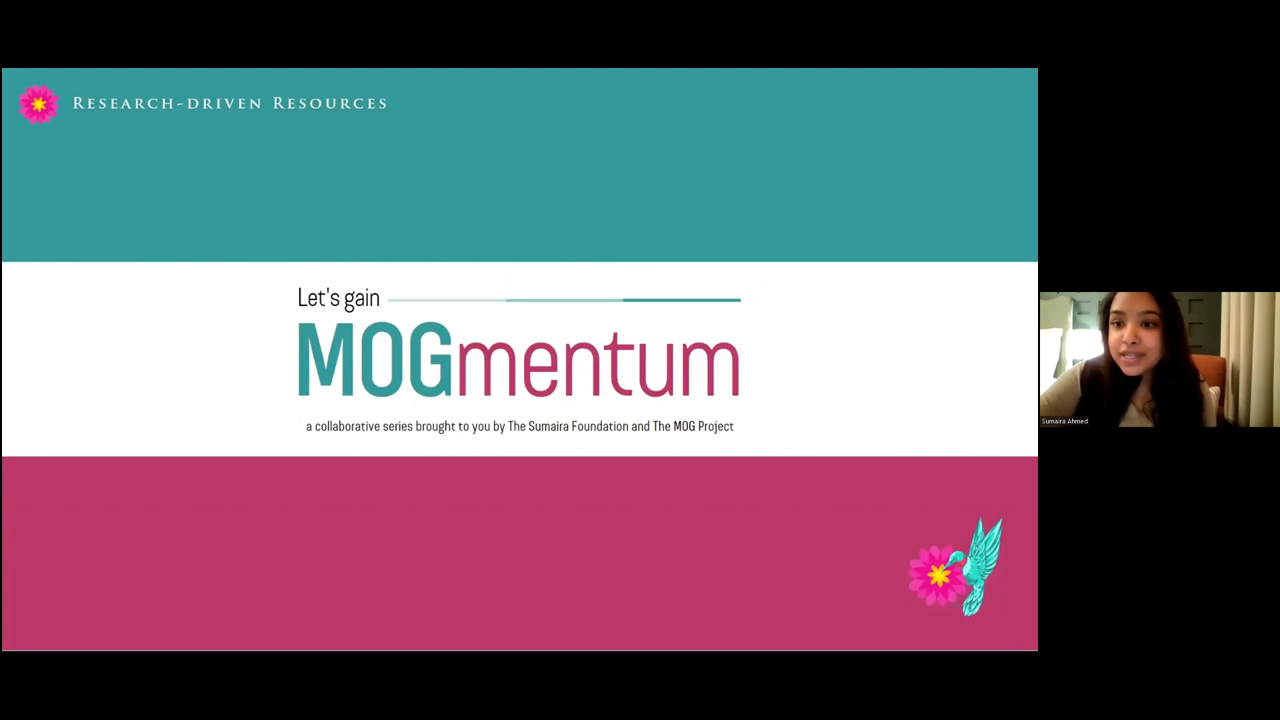 Research-driven Resources
Let's gain
MOGmentum
a collaborative series brought to you by The Sumaira Foundation and The MOG Project
Sumaira Ahmed